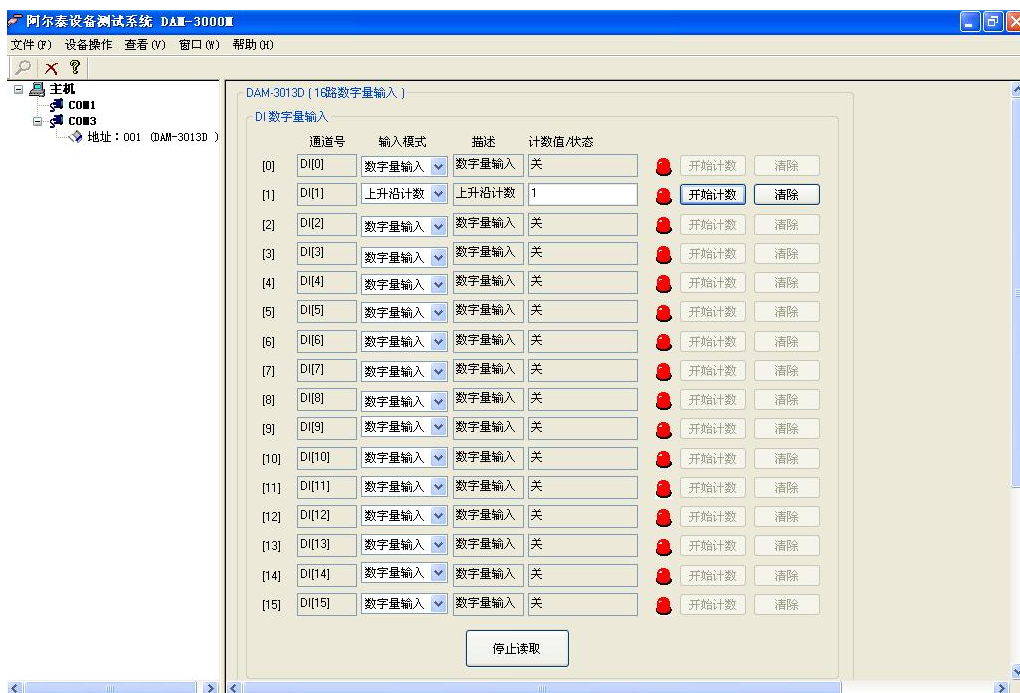 阿尔泰设备测试系统 DAM-3000M
文件(F) 设备操作 查看(V) 窗口(W) 帮助(H)
主机
COM1
COM3
地址：001 (DAM-3013D )
DAM-3013D ( 16路数字量输入 )
DI 数字量输入
通道号 输入模式 描述 计数值/状态
[0] DI[0] 数字量输入 数字量输入 关 开始计数 清除
[1] DI[1] 上升沿计数 上升沿计数 1 开始计数 清除
[2] DI[2] 数字量输入 数字量输入 关 开始计数 清除
[3] DI[3] 数字量输入 数字量输入 关 开始计数 清除
[4] DI[4] 数字量输入 数字量输入 关 开始计数 清除
[5] DI[5] 数字量输入 数字量输入 关 开始计数 清除
[6] DI[6] 数字量输入 数字量输入 关 开始计数 清除
[7] DI[7] 数字量输入 数字量输入 关 开始计数 清除
[8] DI[8] 数字量输入 数字量输入 关 开始计数 清除
[9] DI[9] 数字量输入 数字量输入 关 开始计数 清除
[10] DI[10] 数字量输入 数字量输入 关 开始计数 清除
[11] DI[11] 数字量输入 数字量输入 关 开始计数 清除
[12] DI[12] 数字量输入 数字量输入 关 开始计数 清除
[13] DI[13] 数字量输入 数字量输入 关 开始计数 清除
[14] DI[14] 数字量输入 数字量输入 关 开始计数 清除
[15] DI[15] 数字量输入 数字量输入 关 开始计数 清除
停止读取